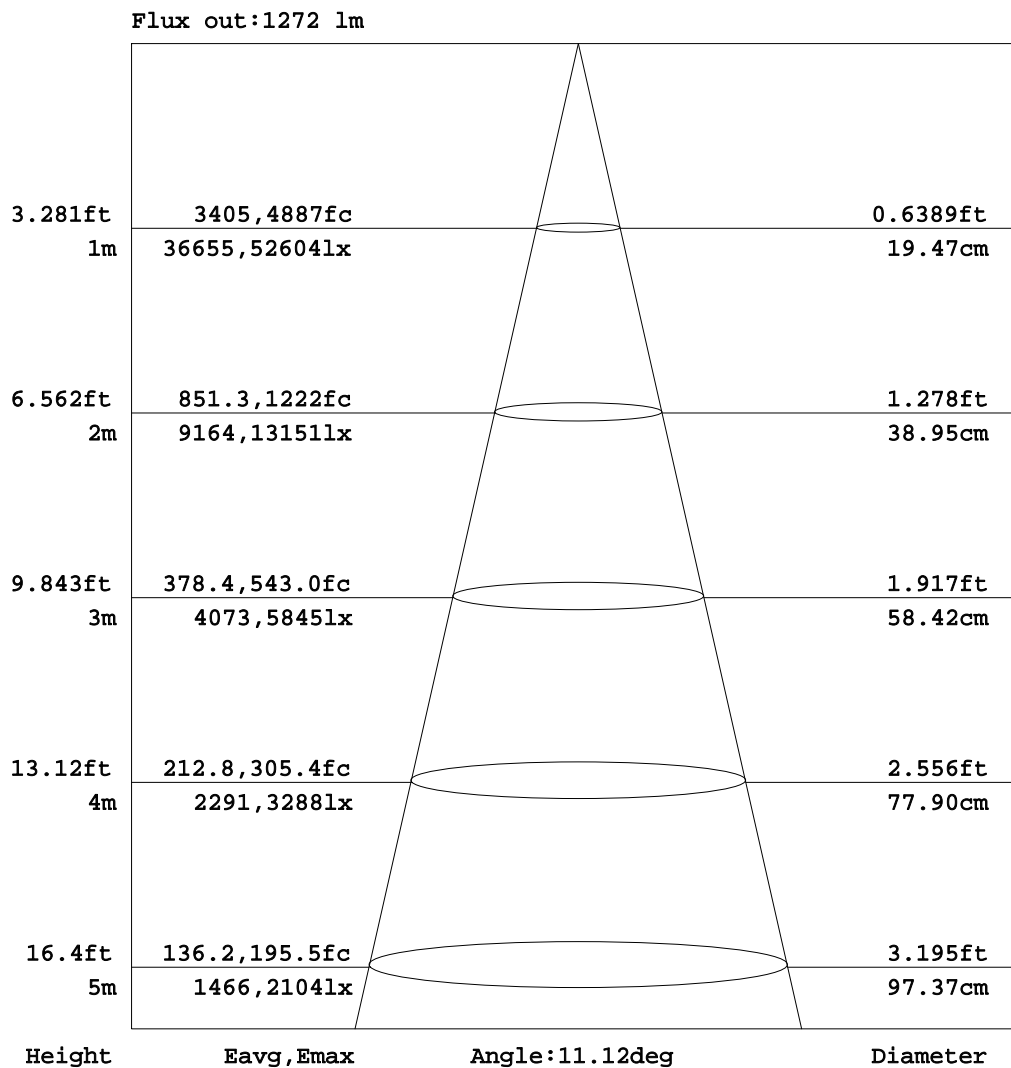 Flux out:1272 lm
3.281ft 3405,4887fc 0.6389ft
1m 36655,52604lx 19.47cm
6.562ft 851.3,1222fc 1.278ft
2m 9164,13151lx 38.95cm
9.843ft 378.4,543.0fc 1.917ft
3m 4073,5845lx 58.42cm
13.12ft 212.8,305.4fc 2.556ft
4m 2291,3288lx 77.90cm
16.4ft 136.2,195.5fc 3.195ft
5m 1466,2104lx 97.37cm
Height Eavg,Emax Angle:11.12deg Diameter